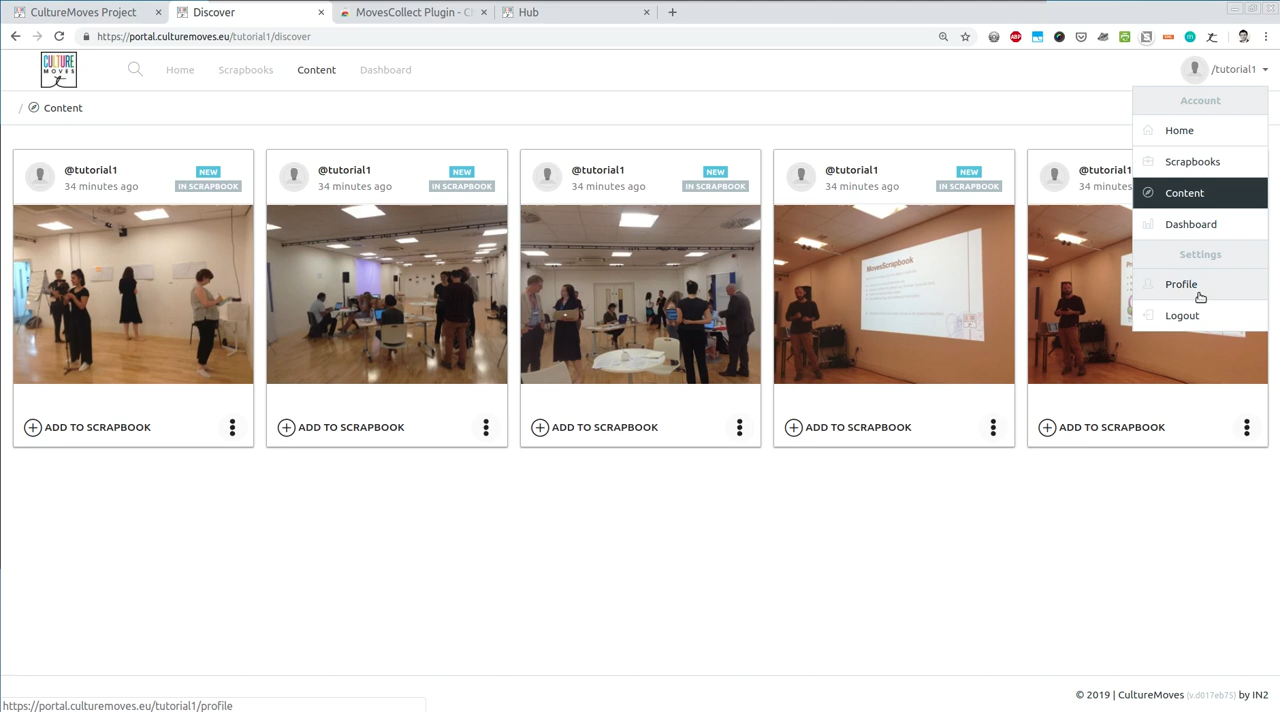 CultureMoves Project
Discover
MovesCollect Plugin - C
Hub
https://portal.culturemoves.eu/tutorial1/discover
CULTURE
MOVES
Home
Scrapbooks
Content
Dashboard
/tutorial1
/ Content
Account
Home
Scrapbooks
Content
Dashboard
Settings
Profile
Logout
@tutorial1
NEW
34 minutes ago
IN SCRAPBOOK
@tutorial1
NEW
34 minutes ago
IN SCRAPBOOK
@tutorial1
NEW
34 minutes ago
IN SCRAPBOOK
@tutorial1
NEW
34 minutes ago
IN SCRAPBOOK
@tutorial1
34 minutes
MovesScrapbook
ADD TO SCRAPBOOK
ADD TO SCRAPBOOK
ADD TO SCRAPBOOK
ADD TO SCRAPBOOK
ADD TO SCRAPBOOK
© 2019 | CultureMoves (v.d017eb75) by IN2
https://portal.culturemoves.eu/tutorial1/profile